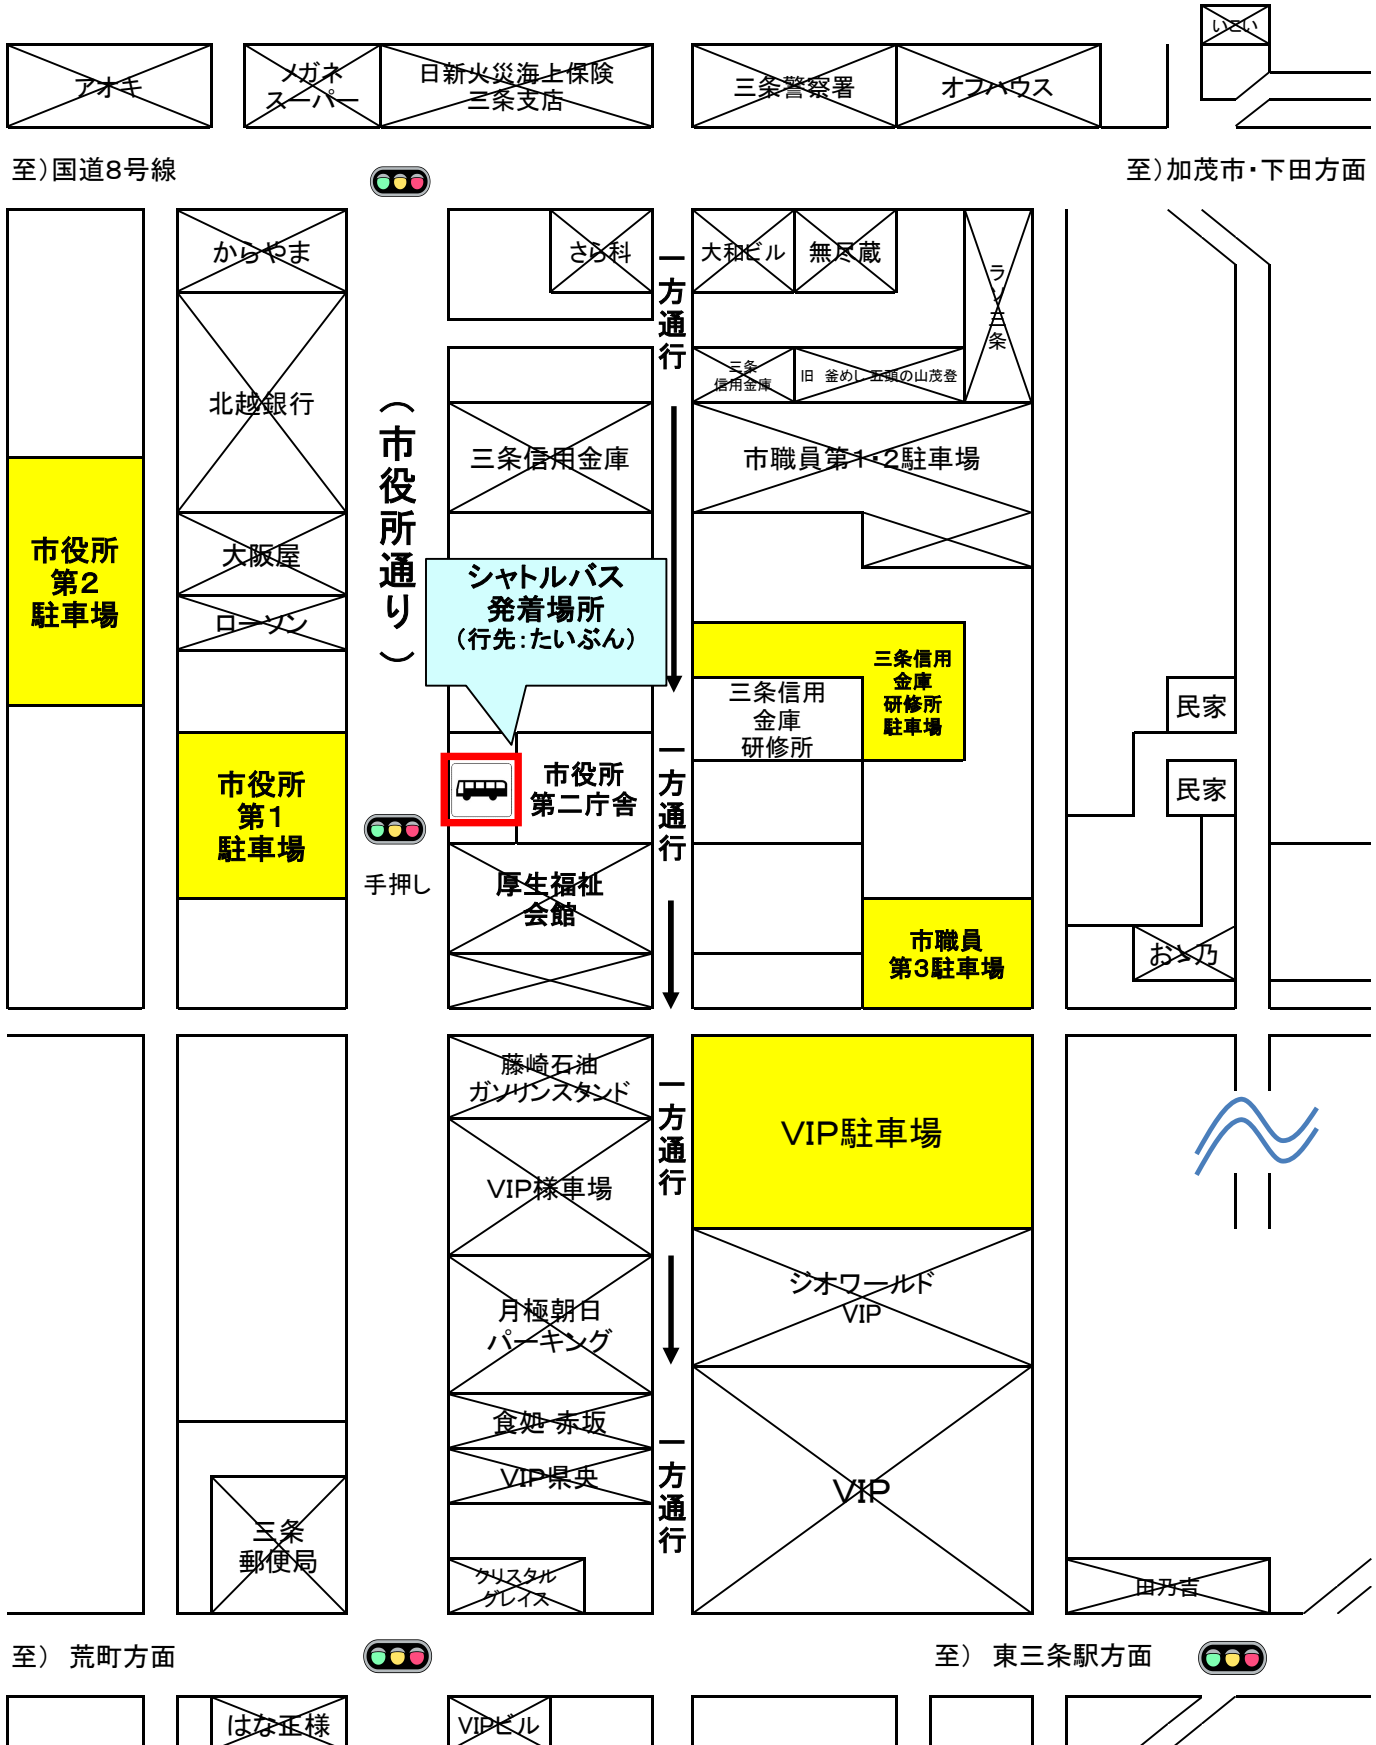 いこい
アオキ
メガネ
スーパー
日新火災海上保険
三条支店
三条警察署
オフハウス
至)国道8号線
至)加茂市・下田方面
からやま
さら科
一方通行
大和ビル
無尽蔵
ラソ三条
北越銀行
(市役所通り)
三条
信用金庫
旧 釜めし五頭の山茂登
三条信用金庫
市職員第1・2駐車場
市役所
第2
駐車場
大阪屋
ローソン
シャトルバス
発着場所
(行先:たいぶん)
三条信用
金庫
研修所
駐車場
三条信用
金庫
研修所
民家
市役所
第1
駐車場
市役所
第二庁舎
一方通行
民家
手押し
厚生福祉
会館
市職員
第3駐車場
おゝ乃
藤崎石油
ガソリンスタンド
一方通行
VIP駐車場
VIP様車場
ジオワールド
VIP
月極朝日
パーキング
食処 赤坂
一方通行
VIP県央
VIP
三条
郵便局
クリスタル
グレイス
田乃吉
至) 荒町方面
至) 東三条駅方面
はな正様
VIPビル